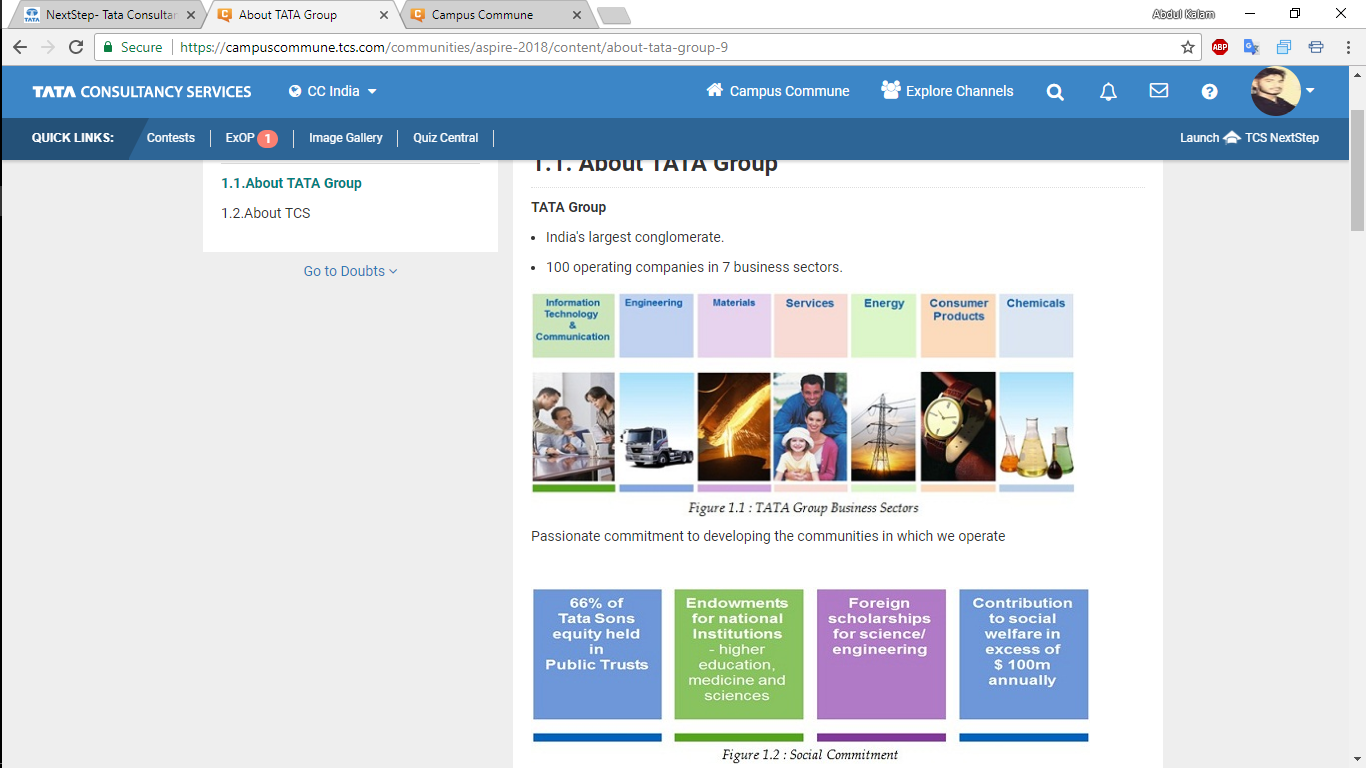 NextStep- Tata Consultan
About TATA Group
Campus Commune
Abdul Kalam
Secure
https://campuscommune.tcs.com/communities/aspire-2018/content/about-tata-group-9
ABP
TATA CONSULTANCY SERVICES
CC India
Campus Commune
Explore Channels
QUICK LINKS:
Contests
ExOP 1
Image Gallery
Quiz Central
Launch TCS NextStep
1.1. About TATA Group
1.1.About TATA Group
1.2.About TCS
Go to Doubts
TATA Group
India's largest conglomerate.
100 operating companies in 7 business sectors.
Information
Technology
&
Communication
Engineering
Materials
Services
Energy
Consumer
Products
Chemicals
Figure 1.1 : TATA Group Business Sectors
Passionate commitment to developing the communities in which we operate
66% of
Tata Sons
equity held
in
Public Trusts
Endowments
for national
Institutions
- higher
education,
medicine and
sciences
Foreign
scholarships
for science/
engineering
Contribution
to social
welfare in
excess of
$ 100m
annually
Figure 1.2 : Social Commitment